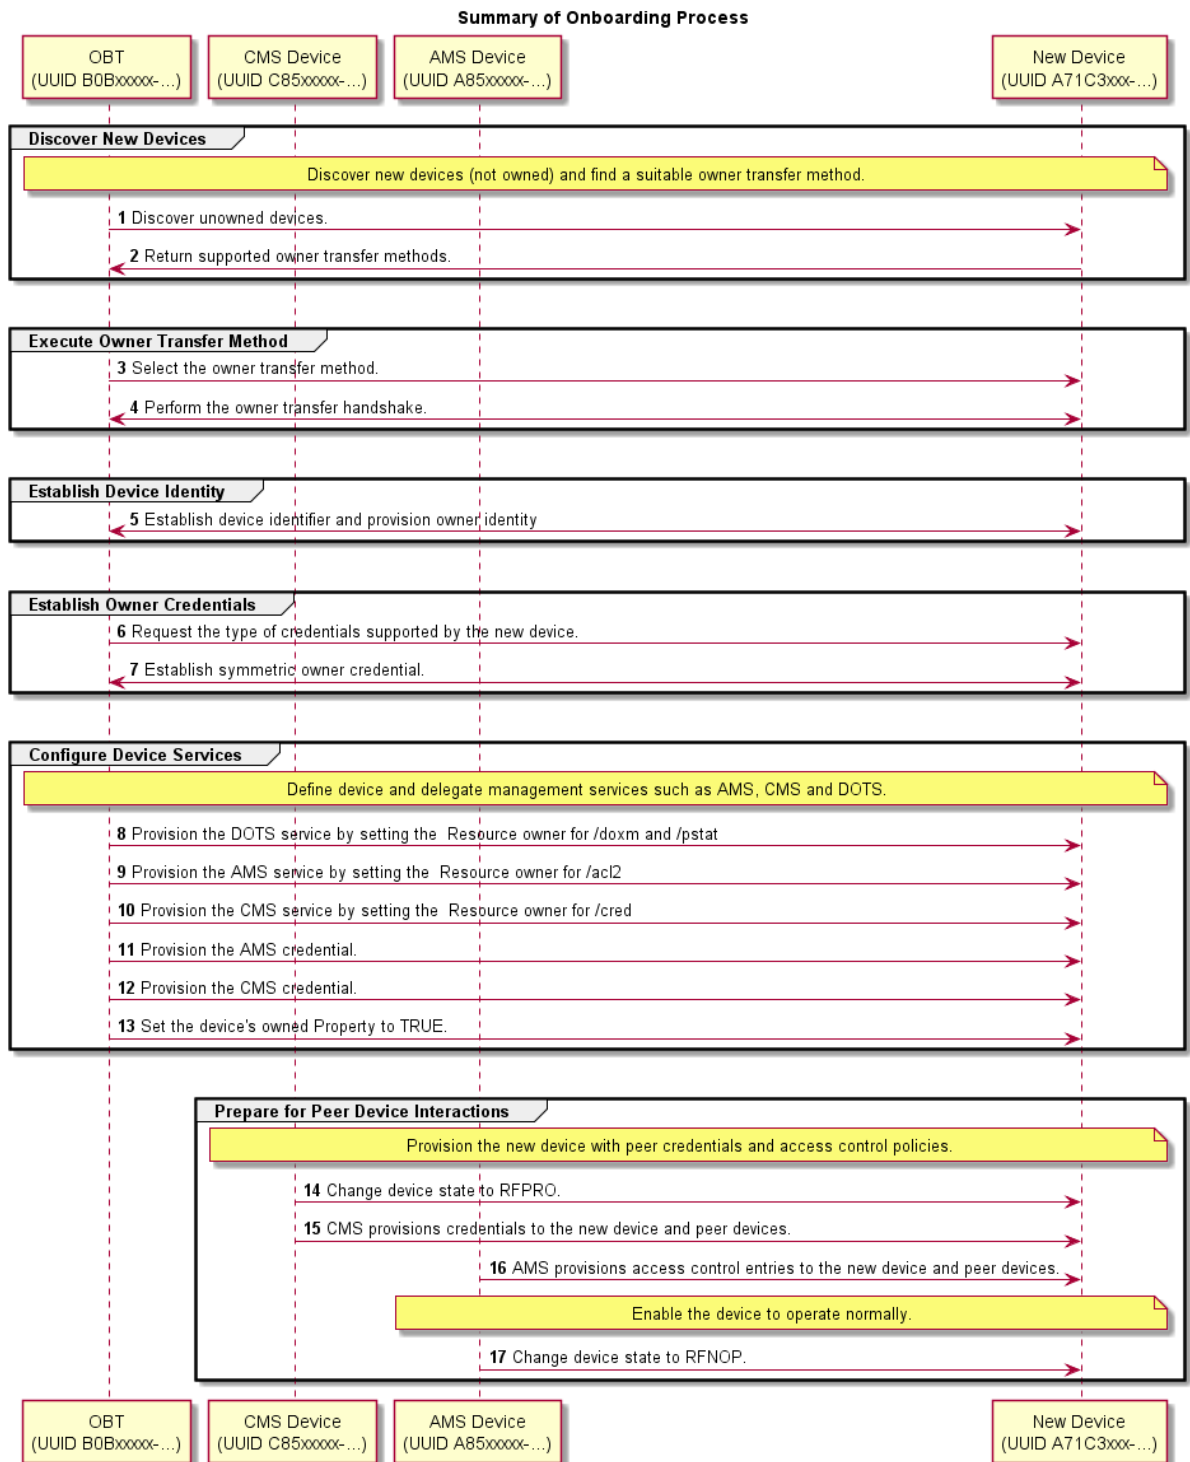 Summary of Onboarding Process
OBT
(UUID B0Bxxxxx-...)
CMS Device
(UUID C85xxxxx-...)
AMS Device
(UUID A85xxxxx-...)
New Device
(UUID A71C3xxx-...)
Discover New Devices
Discover new devices (not owned) and find a suitable owner transfer method.
1 Discover unowned devices.
2 Return supported owner transfer methods.
Execute Owner Transfer Method
3 Select the owner transfer method.
4 Perform the owner transfer handshake.
Establish Device Identity
5 Establish device identifier and provision owner identity
Establish Owner Credentials
6 Request the type of credentials supported by the new device.
7 Establish symmetric owner credential.
Configure Device Services
Define device and delegate management services such as AMS, CMS and DOTS.
8 Provision the DOTS service by setting the  Resource owner for /doxm and /pstat
9 Provision the AMS service by setting the  Resource owner for /acl2
10 Provision the CMS service by setting the  Resource owner for /cred
11 Provision the AMS credential.
12 Provision the CMS credential.
13 Set the device's owned Property to TRUE.
Prepare for Peer Device Interactions
Provision the new device with peer credentials and access control policies.
14 Change device state to RFPRO.
15 CMS provisions credentials to the new device and peer devices.
16 AMS provisions access control entries to the new device and peer devices.
Enable the device to operate normally.
17 Change device state to RFNOP.
OBT
(UUID B0Bxxxxx-...)
CMS Device
(UUID C85xxxxx-...)
AMS Device
(UUID A85xxxxx-...)
New Device
(UUID A71C3xxx-...)